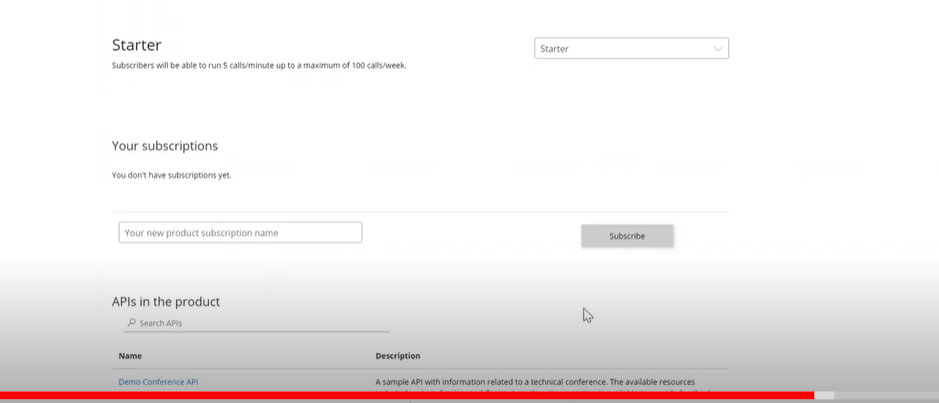 Starter
Starter
Subscribers will be able to run 5 calls/minute up to a maximum of 100 calls/week.
Your subscriptions
You don't have subscriptions yet.
Your new product subscription name
Subscribe
APIs in the product
Search APIs
Name Description
Demo Conference API A sample API with information related to a technical conference. The available resources